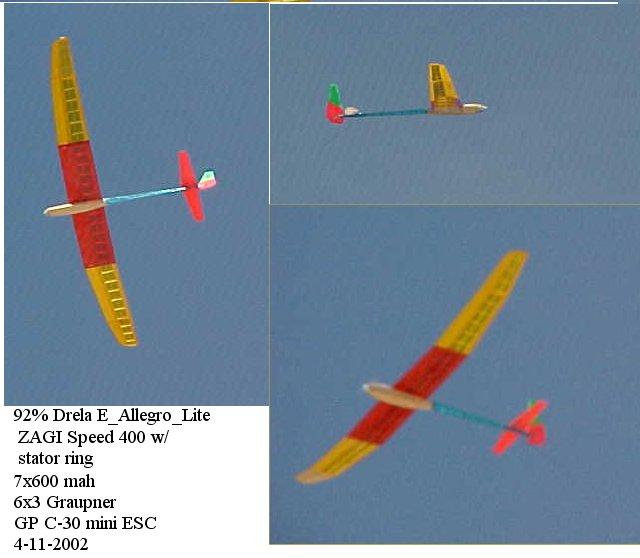 92% Drela E_Allegro_Lite
ZAGI Speed 400 w/
stator ring
7x600 mah
6x3 Graupner
GP C-30 mini ESC
4-11-2002